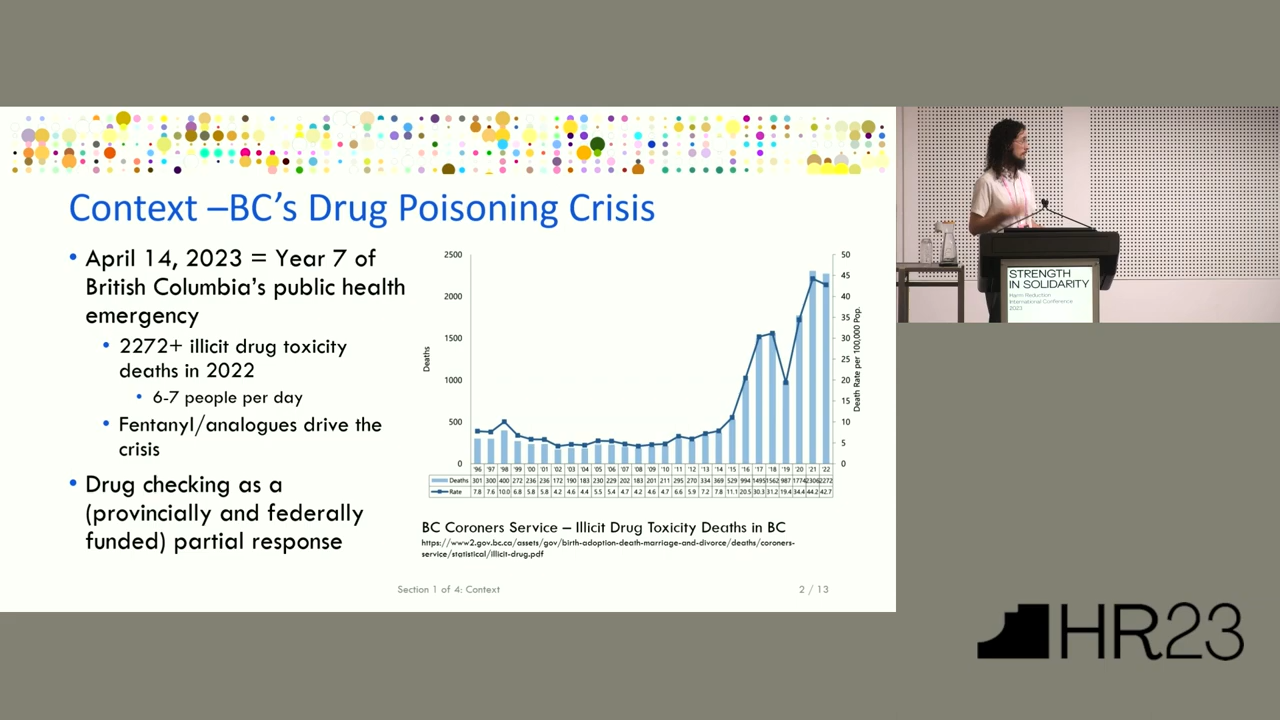 Context –BC's Drug Poisoning Crisis
• April 14, 2023 = Year 7 of
British Columbia's public health
emergency
• 2272+ illicit drug toxicity
deaths in 2022
• 6-7 people per day
• Fentanyl/analogues drive the
crisis
• Drug checking as a
(provincially and federally
funded) partial response
2500
2000
1500
1000
500
0
Deaths
50
45
40
35
30
25
20
15
10
5
0
Death Rate per 100,000 Pop.
'96 '97 '98 '99 '00 '01 '02 '03 '04 '05 '06 '07 '08 '09 '10 '11 '12 '13 '14 '15 '16 '17 '18 '19 '20 '21 '22
Deaths 301 300 400 272 236 236 172 190 183 230 229 202 183 201 211 295 270 334 369 529 994 1495 1562 987 1774 2306 2272
Rate 7.8 7.6 10.0 6.8 5.8 5.8 4.2 4.6 4.4 5.5 5.4 4.7 4.2 4.6 4.7 6.6 5.9 7.2 7.8 11.1 20.5 30.3 31.2 19.4 34.4 44.2 42.7
BC Coroners Service – Illicit Drug Toxicity Deaths in BC
https://www2.gov.bc.ca/assets/gov/birth-adoption-death-marriage-and-divorce/deaths/coroners-
service/statistical/illicit-drug.pdf
Section 1 of 4: Context
2 / 13
STRENGTH
IN SOLIDARITY
Harm Reduction
International Conference
2023
HR23